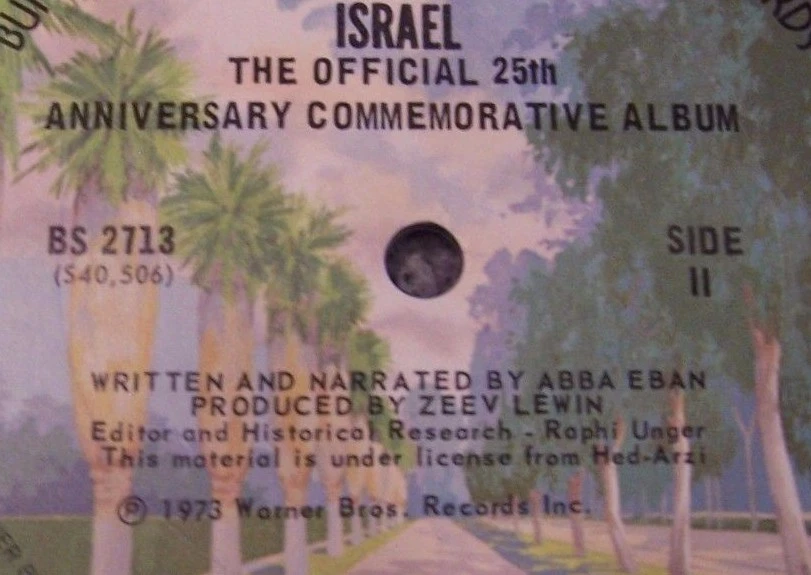 ISRAEL
THE OFFICIAL 25th
ANNIVERSARY COMMEMORATIVE ALBUM
BS 2713
(S40,506)
SIDE
II
WRITTEN AND NARRATED BY ABBA EBAN
PRODUCED BY ZEEV LEWIN
Editor and Historical Research - Raphi Unger
This material is under license from Hed-Arzi
Ⓟ 1973 Warner Bros. Records Inc.